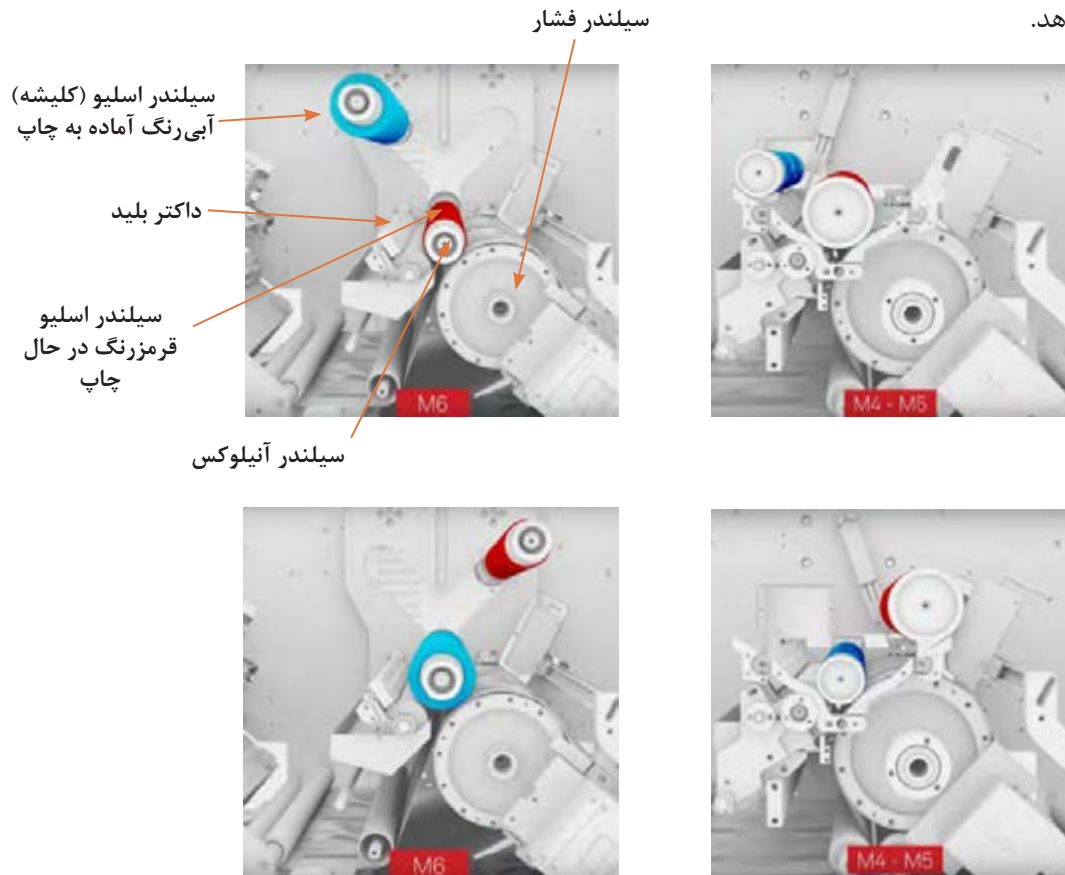 هد.
سیلندر فشار
سیلندر اسلیو (کلیشه)
آبی‌رنگ آماده به چاپ
داکتر بلید
سیلندر اسلیو
قرمزرنگ در حال
چاپ
M6
M4 - M5
سیلندر آنیلوکس
M6
M4 - M5